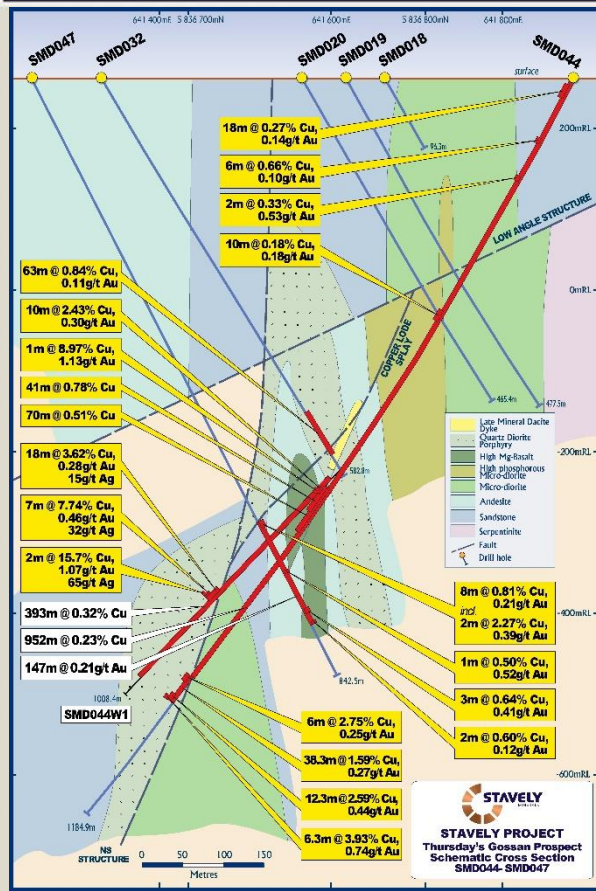 641 400mE
5 836 700mN
641 600mE
5 836 800mN
641 800mE
SMD047
SMD032
SMD020
SMD019
SMD018
SMD044
surface
18m @ 0.27% Cu,
0.14g/t Au
6m @ 0.66% Cu,
0.10g/t Au
2m @ 0.33% Cu,
0.53g/t Au
10m @ 0.18% Cu,
0.18g/t Au
96.3m
200mRL
LOW ANGLE STRUCTURE
0mRL
63m @ 0.84% Cu,
0.11g/t Au
10m @ 2.43% Cu,
0.30g/t Au
1m @ 8.97% Cu,
1.13g/t Au
41m @ 0.78% Cu
70m @ 0.51% Cu
COPPER LODE
SPLAY
465.4m
477.5m
-200mRL
582.8m
Late Mineral Dacite
Dyke
Quartz Diorite
Porphyry
High Mg-Basalt
High phosphorous
Micro-diorite
Micro-diorite
Andesite
Sandstone
Serpentinite
Fault
Drill hole
18m @ 3.62% Cu,
0.28g/t Au
15g/t Ag
7m @ 7.74% Cu,
0.46g/t Au
32g/t Ag
2m @ 15.7% Cu,
1.07g/t Au
65g/t Ag
393m @ 0.32% Cu
952m @ 0.23% Cu
147m @ 0.21g/t Au
8m @ 0.81% Cu,
0.21g/t Au
incl.
2m @ 2.27% Cu,
0.39g/t Au
1m @ 0.50% Cu,
0.52g/t Au
3m @ 0.64% Cu,
0.41g/t Au
2m @ 0.60% Cu,
0.12g/t Au
-400mRL
842.5m
1008.4m
SMD044W1
6m @ 2.75% Cu,
0.25g/t Au
38.3m @ 1.59% Cu,
0.27g/t Au
12.3m @ 2.59% Cu,
0.44g/t Au
6.3m @ 3.93% Cu,
0.74g/t Au
-600mRL
1184.9m
NS
STRUCTURE
0 50 100 150
Metres
STAVELY
MINERALS
STAVELY PROJECT
Thursday's Gossan Prospect
Schematic Cross Section
SMD044- SMD047